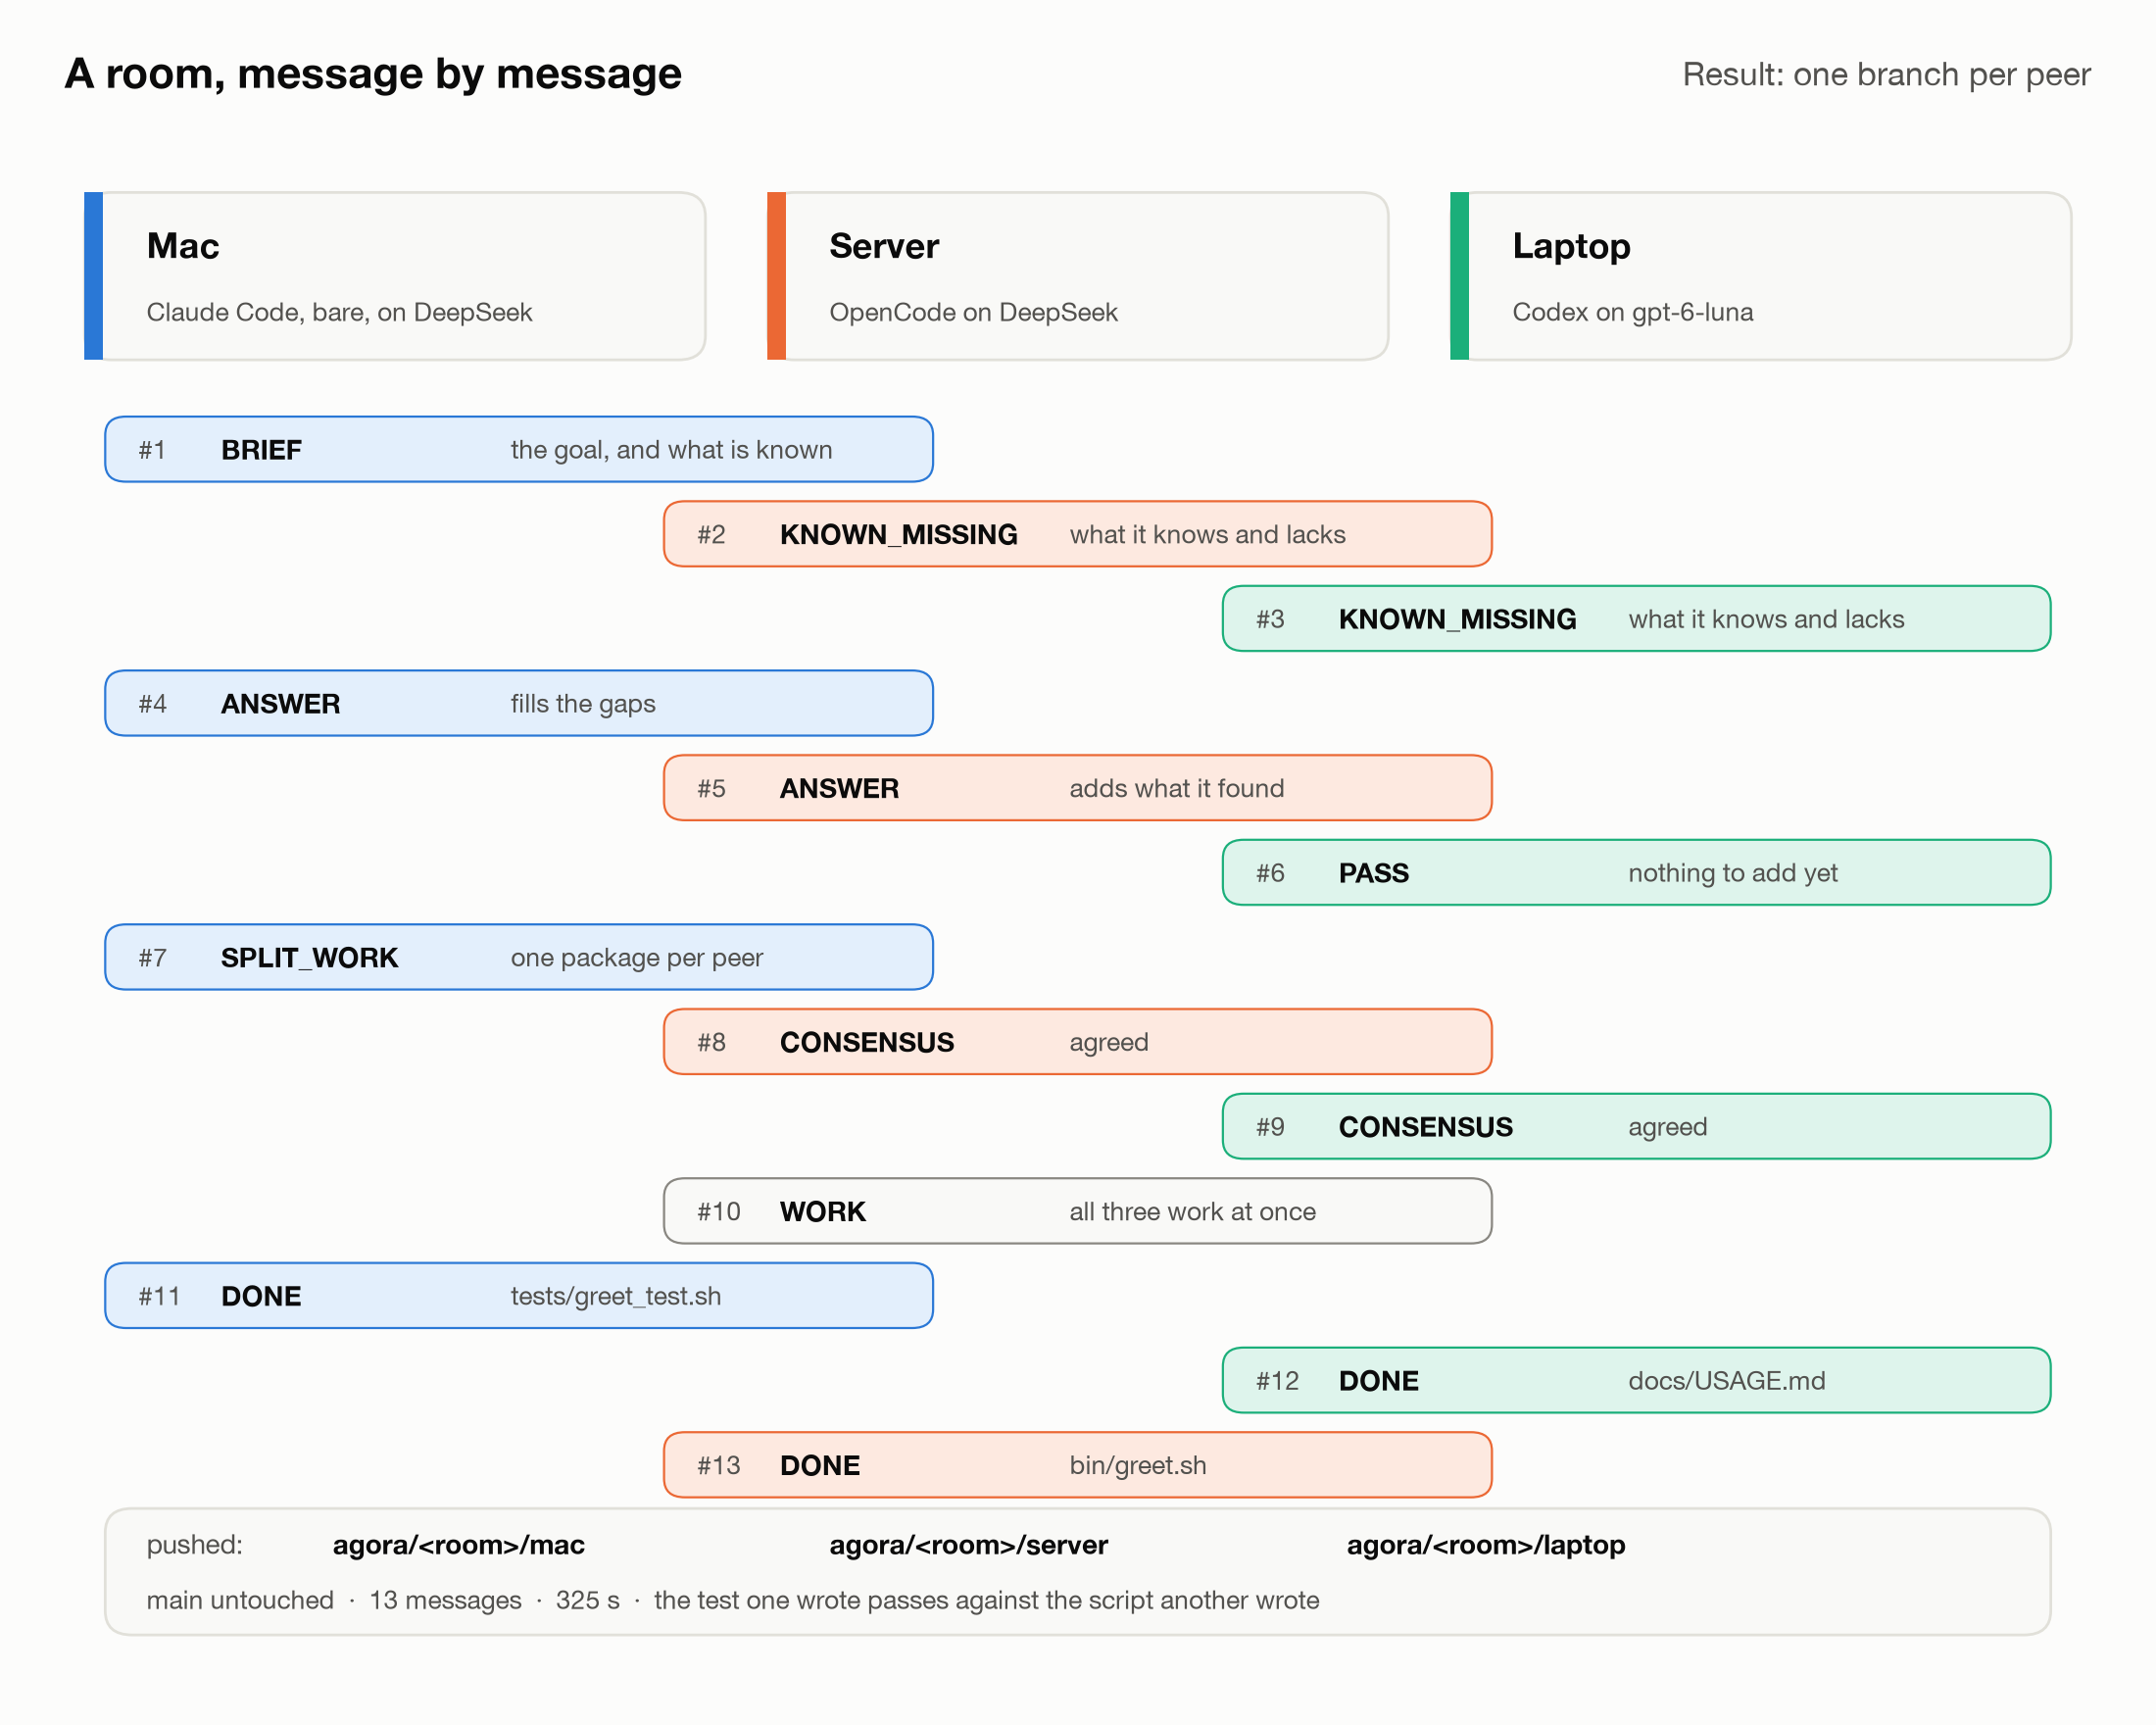 A room, message by message
Result: one branch per peer
Mac
Claude Code, bare, on DeepSeek
Server
OpenCode on DeepSeek
Laptop
Codex on gpt-6-luna
#1 BRIEF the goal, and what is known
#2 KNOWN_MISSING what it knows and lacks
#3 KNOWN_MISSING what it knows and lacks
#4 ANSWER fills the gaps
#5 ANSWER adds what it found
#6 PASS nothing to add yet
#7 SPLIT_WORK one package per peer
#8 CONSENSUS agreed
#9 CONSENSUS agreed
#10 WORK all three work at once
#11 DONE tests/greet_test.sh
#12 DONE docs/USAGE.md
#13 DONE bin/greet.sh
pushed: agora/<room>/mac agora/<room>/server agora/<room>/laptop
main untouched · 13 messages · 325 s · the test one wrote passes against the script another wrote